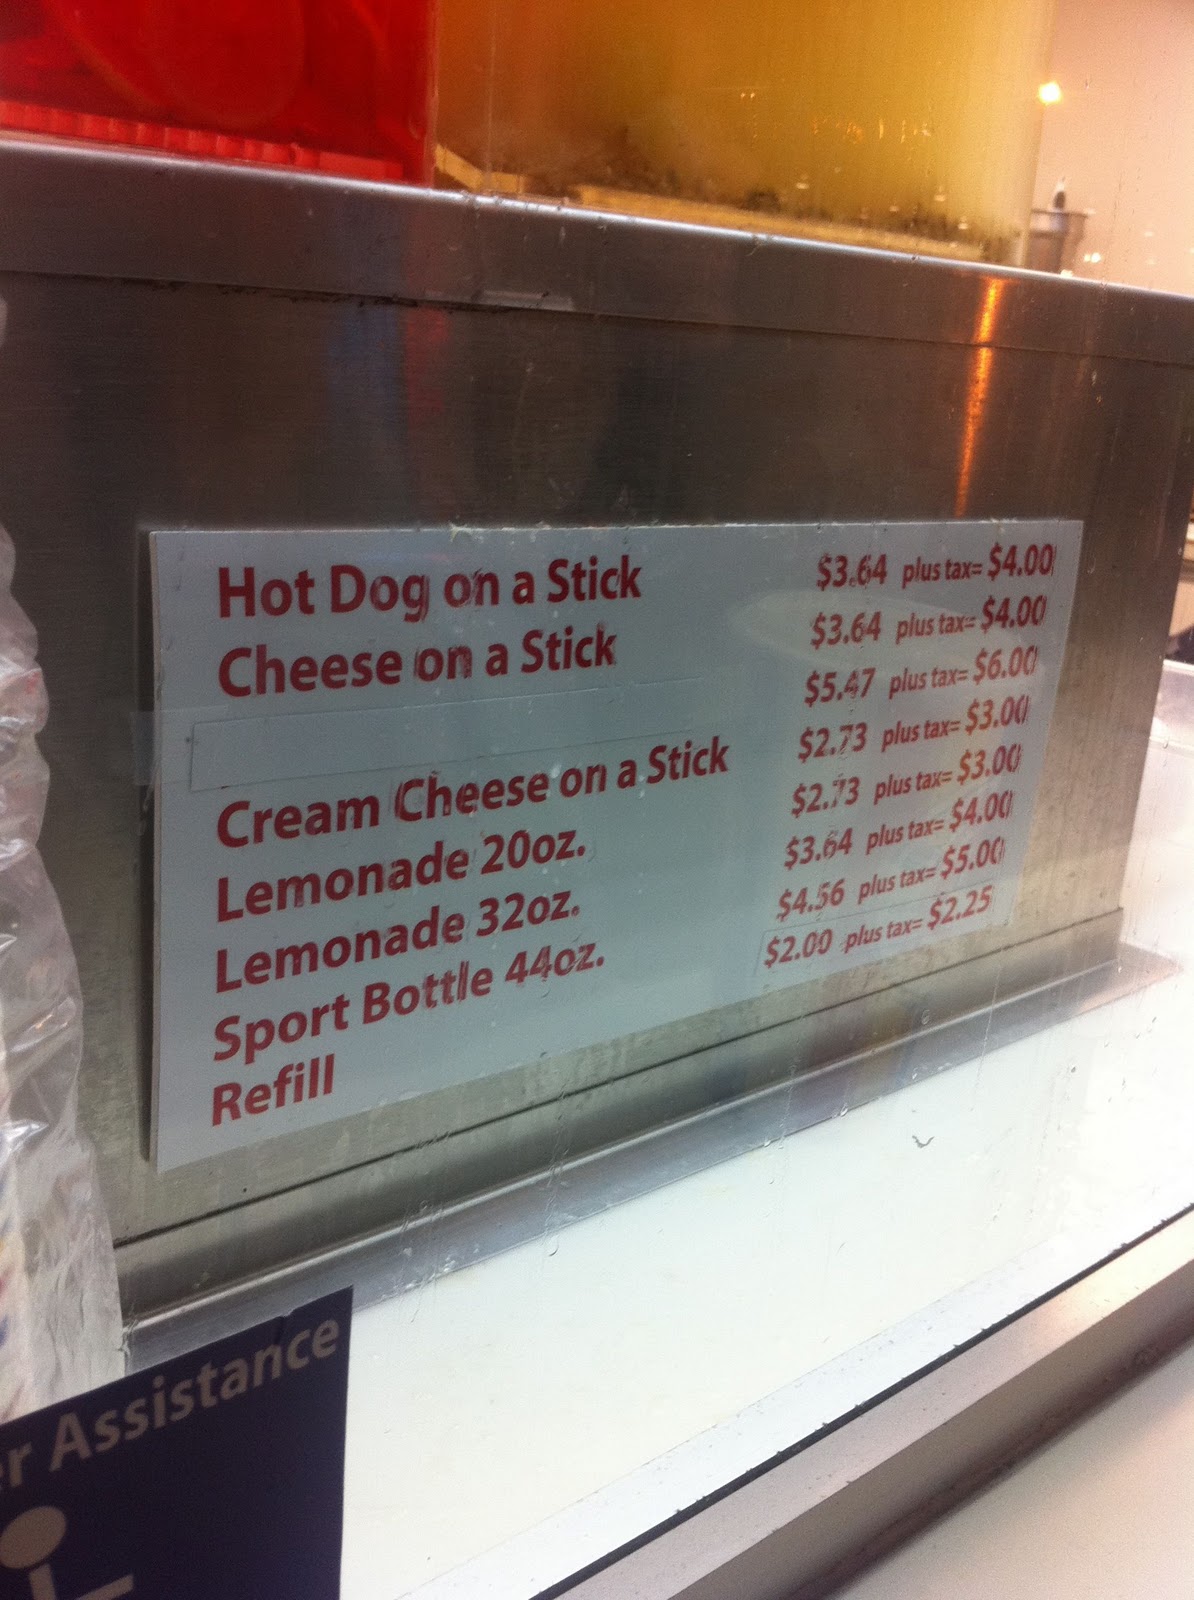 Hot Dog on a Stick $3.64 plus tax= $4.00
Cheese on a Stick $3.64 plus tax= $4.00
$5.47 plus tax= $6.00
Cream Cheese on a Stick $2.73 plus tax= $3.00
Lemonade 20oz. $2.73 plus tax= $3.00
Lemonade 32oz. $3.64 plus tax= $4.00
Sport Bottle 44oz. $4.56 plus tax= $5.00
Refill $2.00 plus tax= $2.25
Assistance